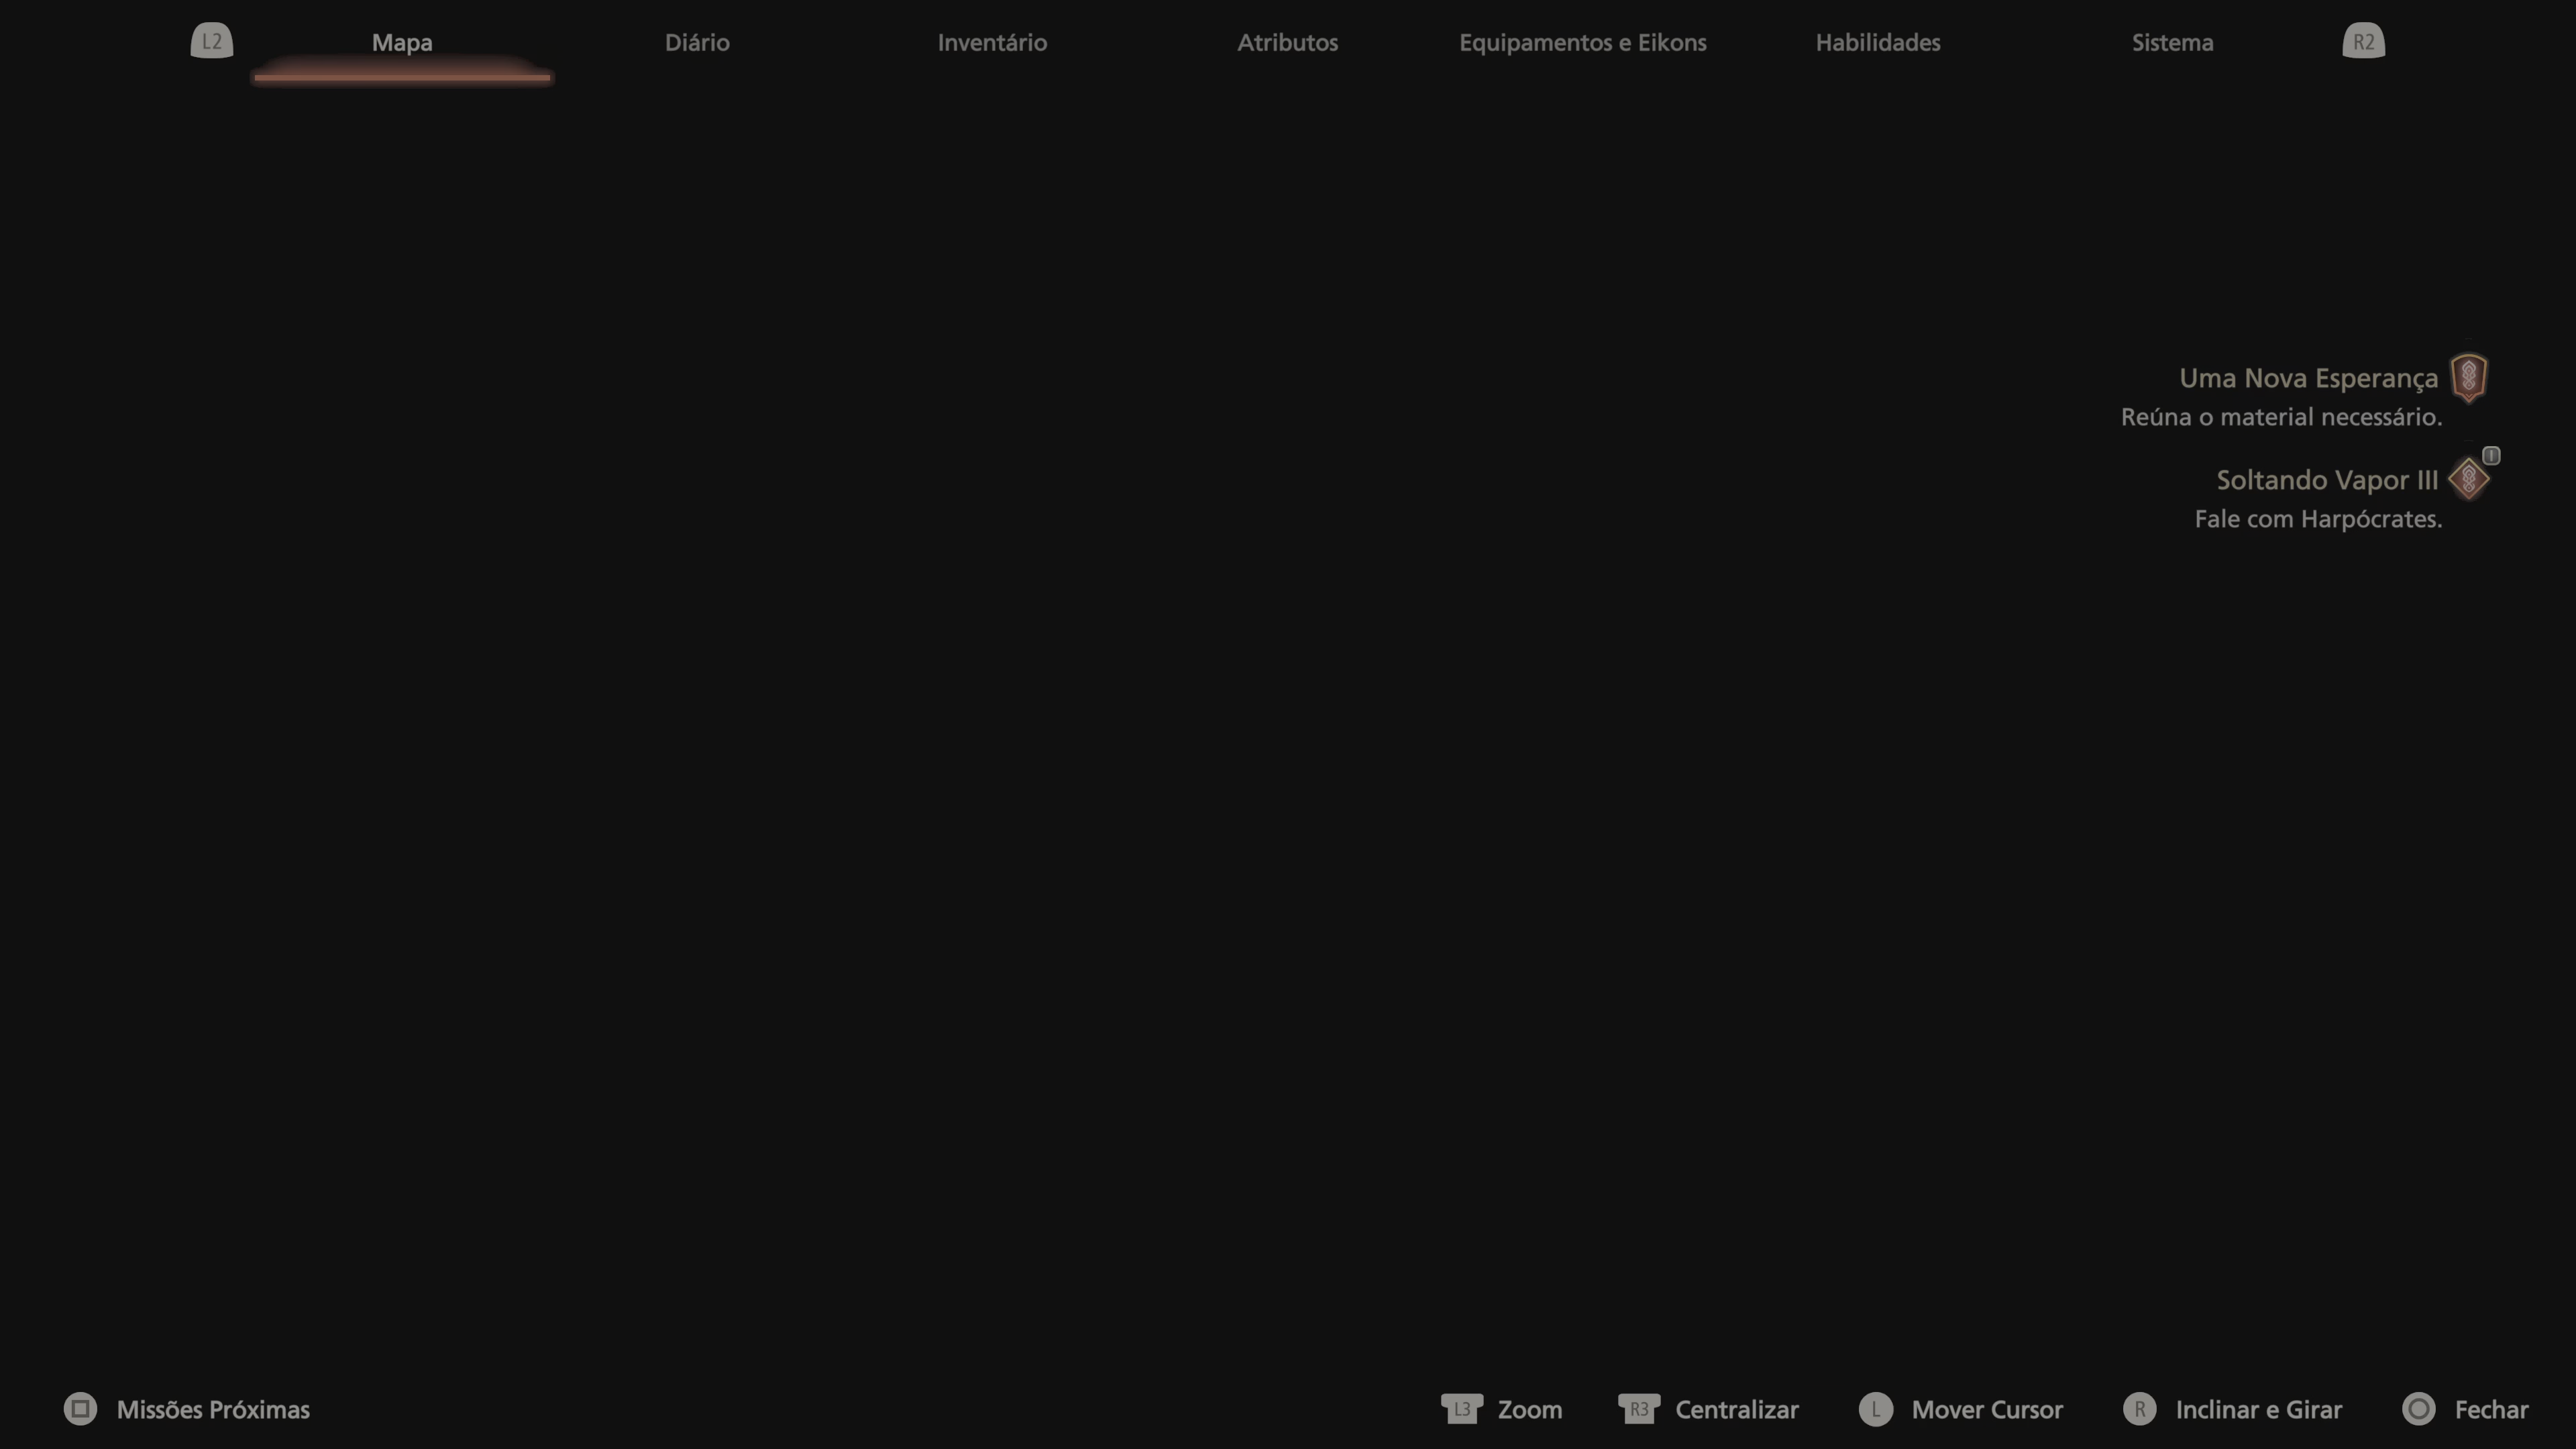 L2 Mapa Diário Inventário Atributos Equipamentos e Eikons Habilidades Sistema R2
Uma Nova Esperança
Reúna o material necessário.
Soltando Vapor III
Fale com Harpócrates.
Missões Próximas L3 Zoom R3 Centralizar L Mover Cursor R Inclinar e Girar Fechar